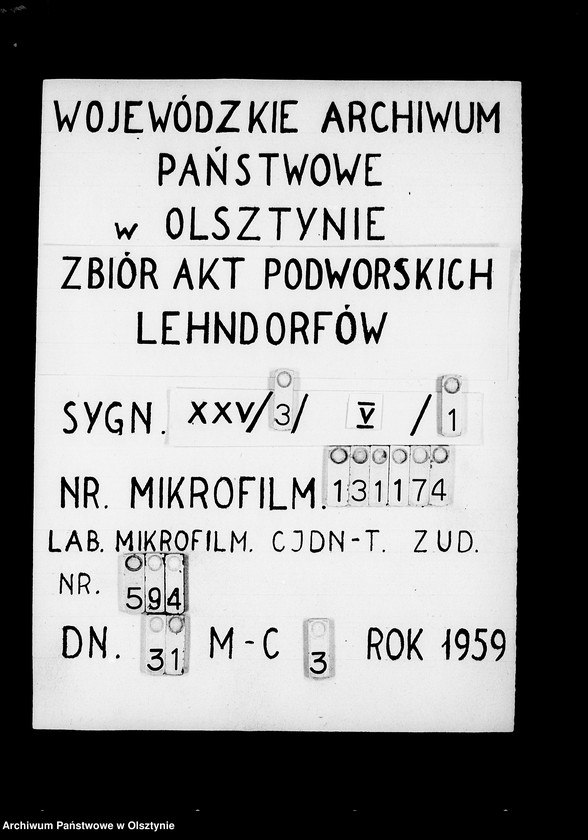 WOJEWÓDZKIE ARCHIWUM
PAŃSTWOWE
w OLSZTYNIE
ZBIÓR AKT PODWORSKICH
LEHNDORFÓW
SYGN. XXV/3/ V /1
NR. MIKROFILM. 131174
LAB. MIKROFILM. CJDN-T. ZUD.
NR. 594
DN. 31 M-C 3 ROK 1959
Archiwum Państwowe w Olsztynie